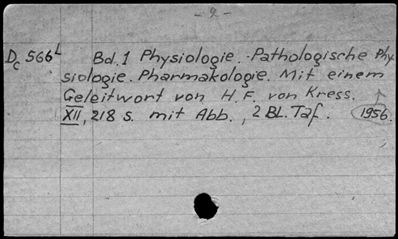 - 2 -
Dc 566L Bd. 1 Physiologie. Pathologische Phy-
siologie. Pharmakologie. Mit einem
Geleitwort von H. F. von Kress.
XII, 218 S. mit Abb., 2 Bl. Taf. 1956.